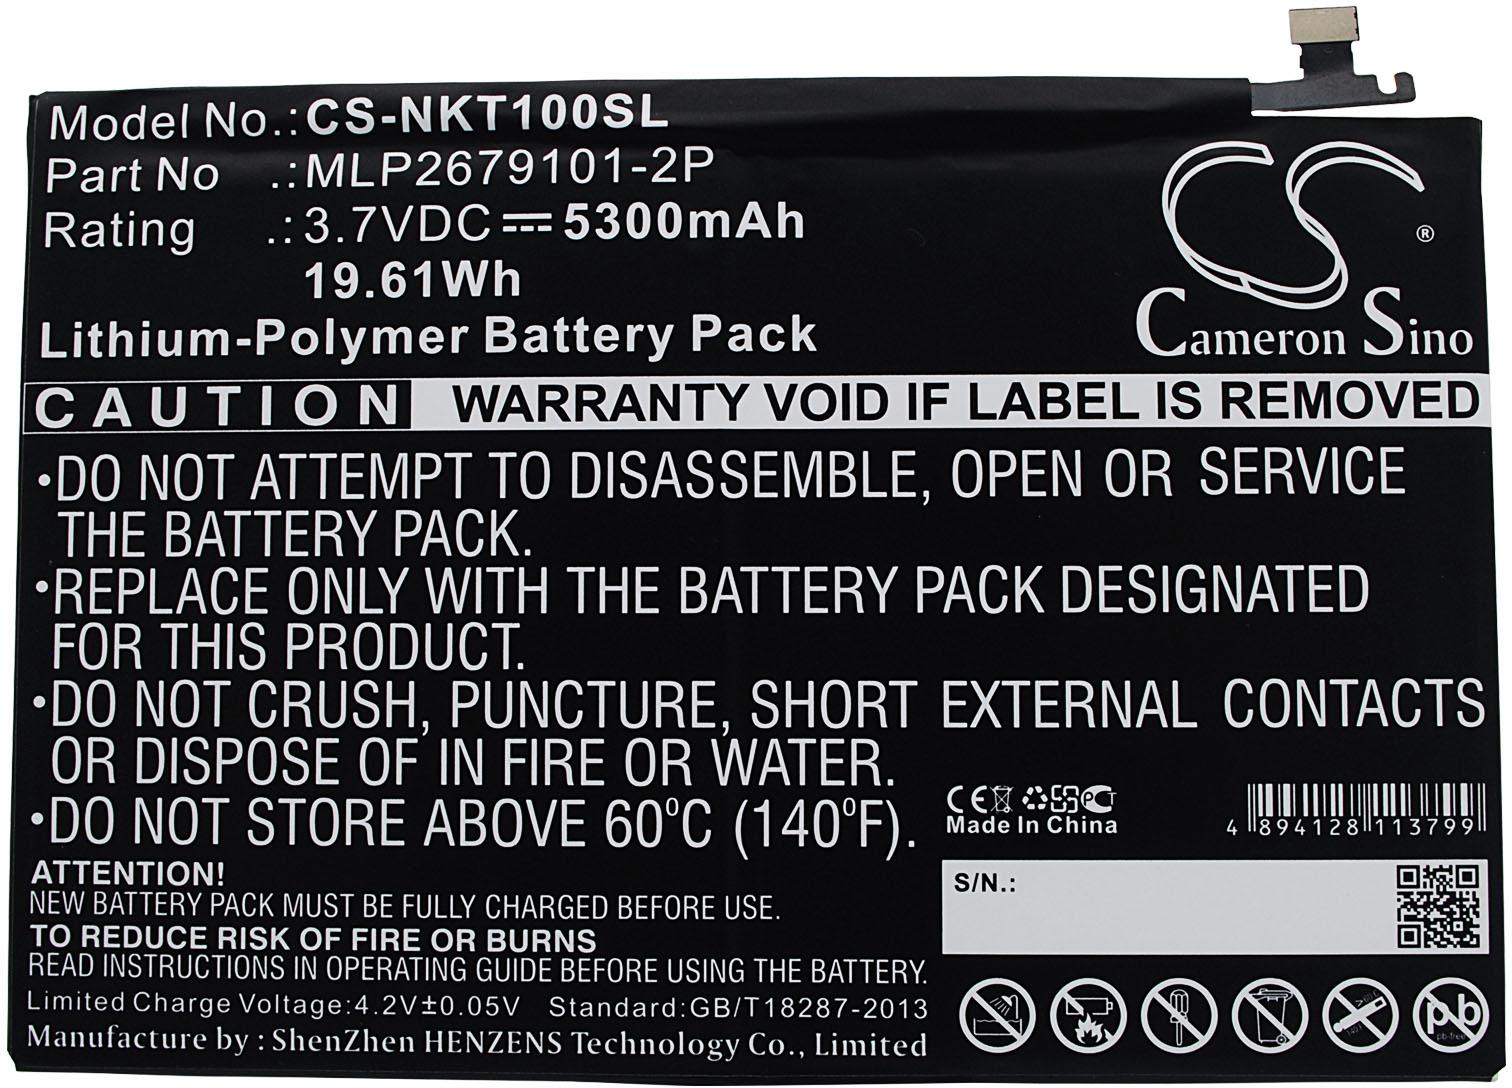 Model No.:CS-NKT100SL
Part No .:MLP2679101-2P
Rating .:3.7VDC⎓5300mAh
19.61Wh
Lithium-Polymer Battery Pack
CS
®
Cameron Sino
CAUTION WARRANTY VOID IF LABEL IS REMOVED
•DO NOT ATTEMPT TO DISASSEMBLE, OPEN OR SERVICE
THE BATTERY PACK.
•REPLACE ONLY WITH THE BATTERY PACK DESIGNATED
FOR THIS PRODUCT.
•DO NOT CRUSH, PUNCTURE, SHORT EXTERNAL CONTACTS
OR DISPOSE OF IN FIRE OR WATER.
•DO NOT STORE ABOVE 60°C (140°F).
CE PCT
Made In China
4 894128 113799
ATTENTION!
NEW BATTERY PACK MUST BE FULLY CHARGED BEFORE USE.
TO REDUCE RISK OF FIRE OR BURNS
READ INSTRUCTIONS IN OPERATING GUIDE BEFORE USING THE BATTERY.
Limited Charge Voltage:4.2V±0.05V Standard:GB/T18287-2013
Manufacture by : ShenZhen HENZENS Technology Co., Limited
S/N.:
pb
pb-free